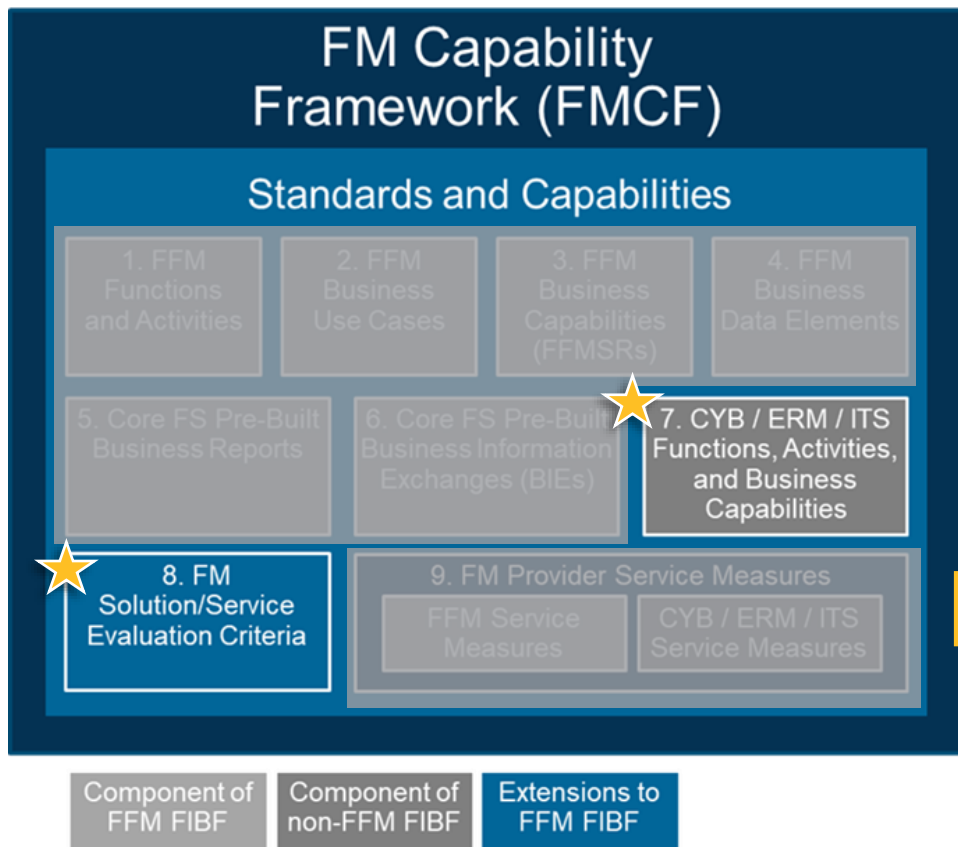 FM Capability
Framework (FMCF)
Standards and Capabilities
1. FFM
Functions
and Activities
2. FFM
Business
Use Cases
3. FFM
Business
Capabilities
(FFMSRs)
4. FFM
Business
Data Elements
5. Core FS Pre-Built
Business Reports
6. Core FS Pre-Built
Business Information
Exchanges (BIEs)
7. CYB / ERM / ITS
Functions, Activities,
and Business
Capabilities
8. FM
Solution/Service
Evaluation Criteria
9. FM Provider Service Measures
FFM Service
Measures
CYB / ERM / ITS
Service Measures
Component of
FFM FIBF
Component of
non-FFM FIBF
Extensions to
FFM FIBF